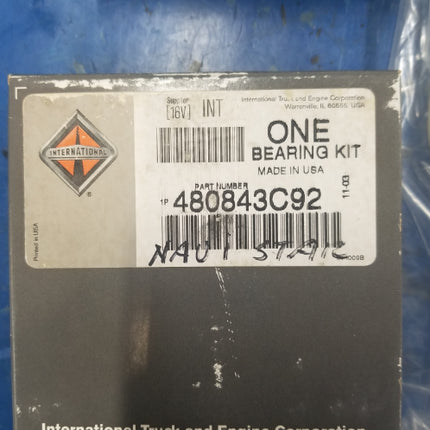 Supplier
[16V] INT
International Truck and Engine Corporation
Warrenville, IL 60555 USA
INTERNATIONAL
®
ONE
BEARING KIT
MADE IN USA
PART NUMBER
1P 480843C92
11-03
NAVI STAR
Printed in USA
International Truck and Engine Corporation